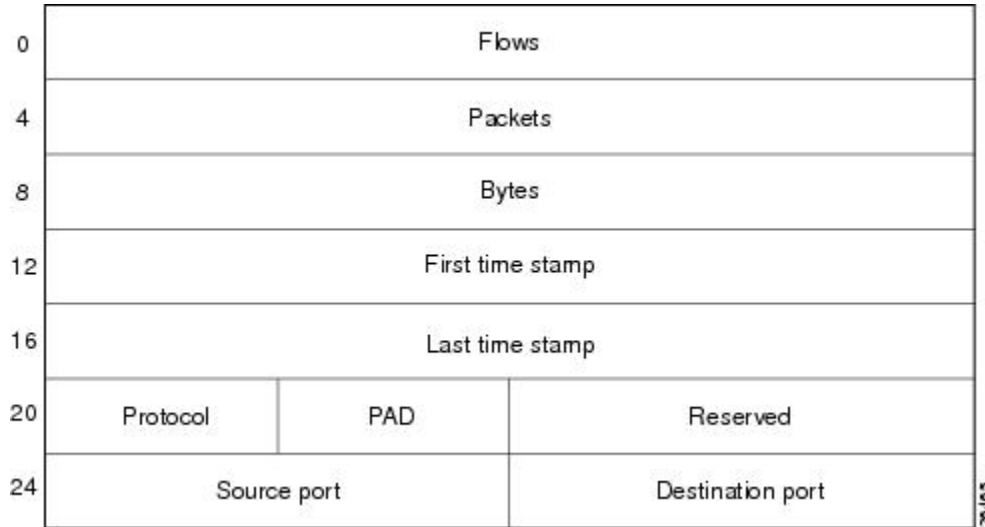 0 Flows
4 Packets
8 Bytes
12 First time stamp
16 Last time stamp
20 Protocol PAD Reserved
24 Source port Destination port